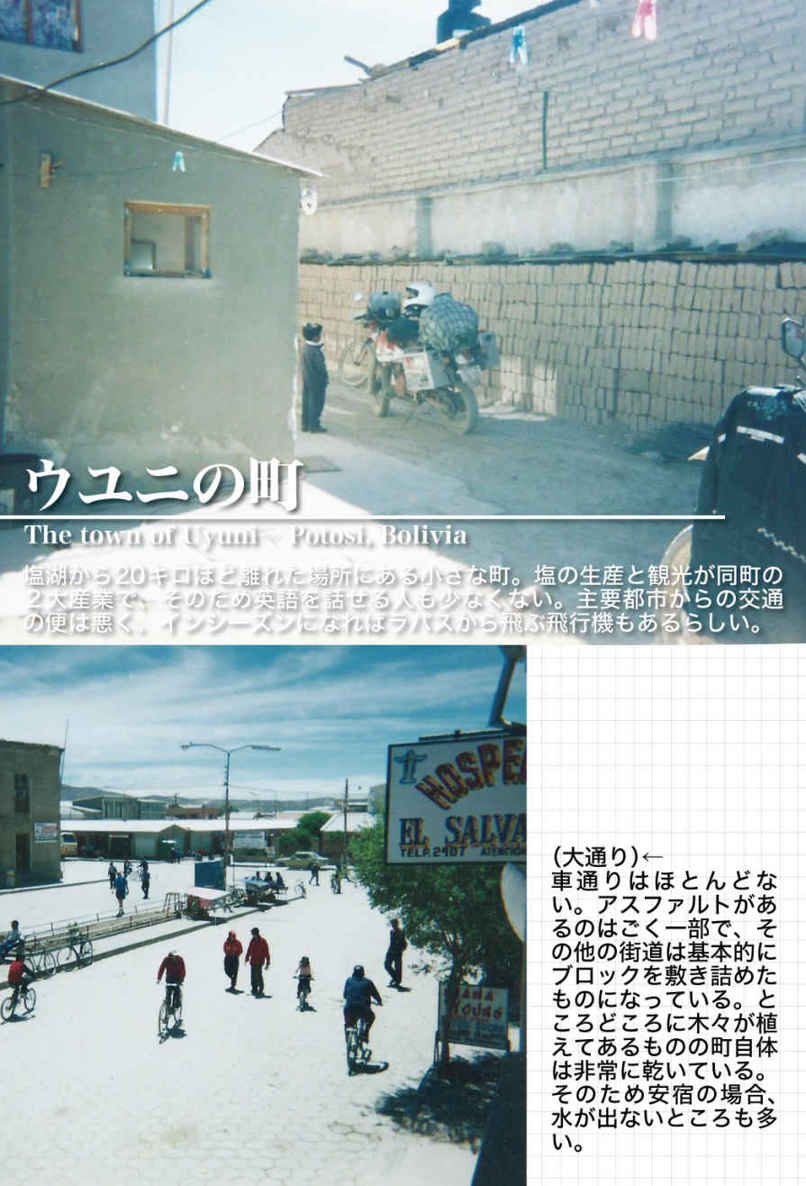 ウユニの町
The town of Uyuni - Potosi, Bolivia
塩湖から20キロほど離れた場所にある小さな町。塩の生産と観光が同町の
2大産業で、そのため英語を話せる人も少なくない。主要都市からの交通
の便は悪く、インシーズンになればラパスから飛ぶ飛行機もあるらしい。
HOSPE
EL SALVA
TELF. 2407 ATENCIO
TOURS
(大通り)←
車通りはほとんどな
い。アスファルトがあ
るのはごく一部で、そ
の他の街道は基本的に
ブロックを敷き詰めた
ものになっている。と
ころどころに木々が植
えてあるものの町自体
は非常に乾いている。
そのため安宿の場合、
水が出ないところも多
い。